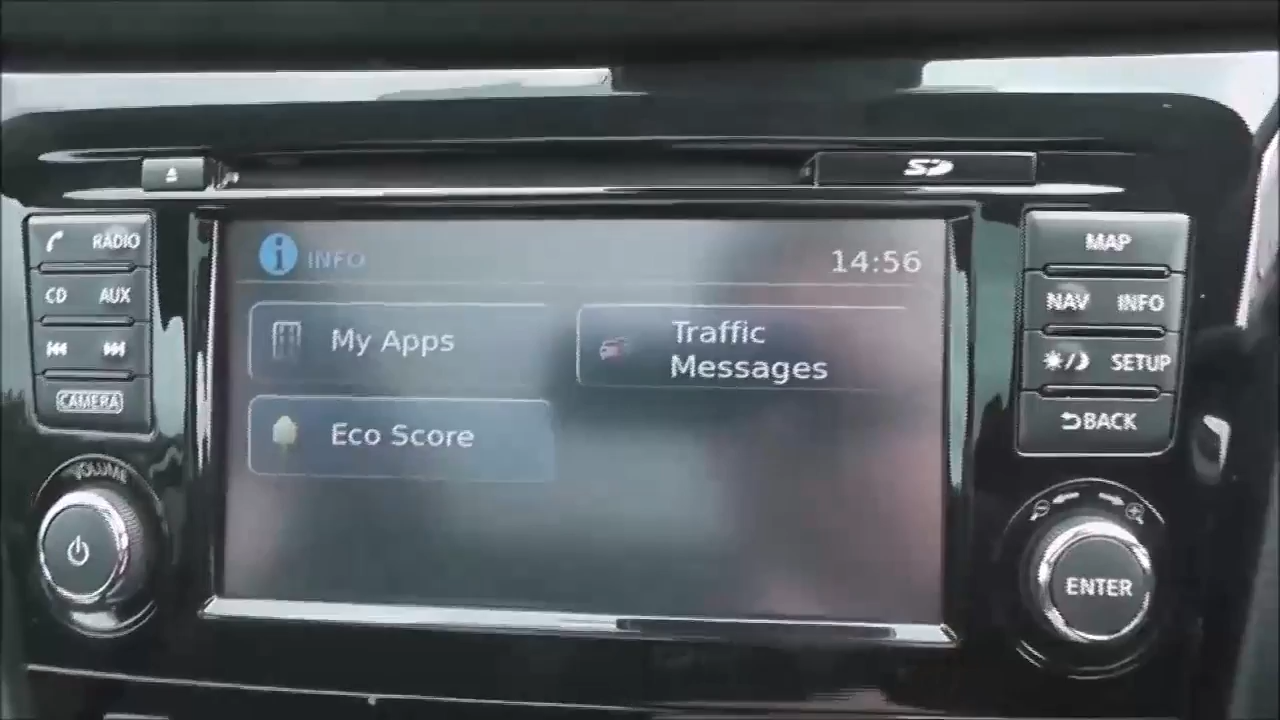 SD
RADIO
MAP
INFO
14:56
CD AUX
NAV INFO
My Apps
Traffic
Messages
SETUP
CAMERA
Eco Score
BACK
VOLUME
ENTER